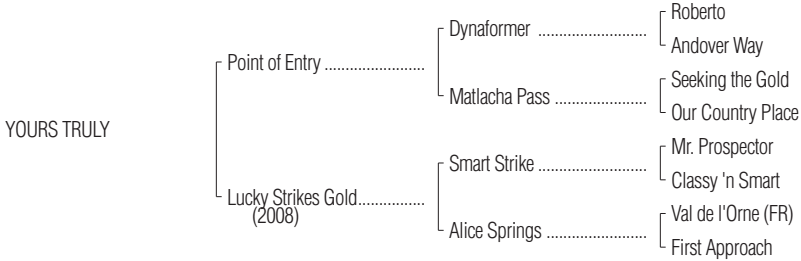 Roberto
Dynaformer ..........................
Andover Way
Point of Entry ........................
Seeking the Gold
Matlacha Pass ......................
Our Country Place
YOURS TRULY
Mr. Prospector
Smart Strike ..........................
Classy 'n Smart
Lucky Strikes Gold................
(2008)
Val de l'Orne (FR)
Alice Springs ........................
First Approach